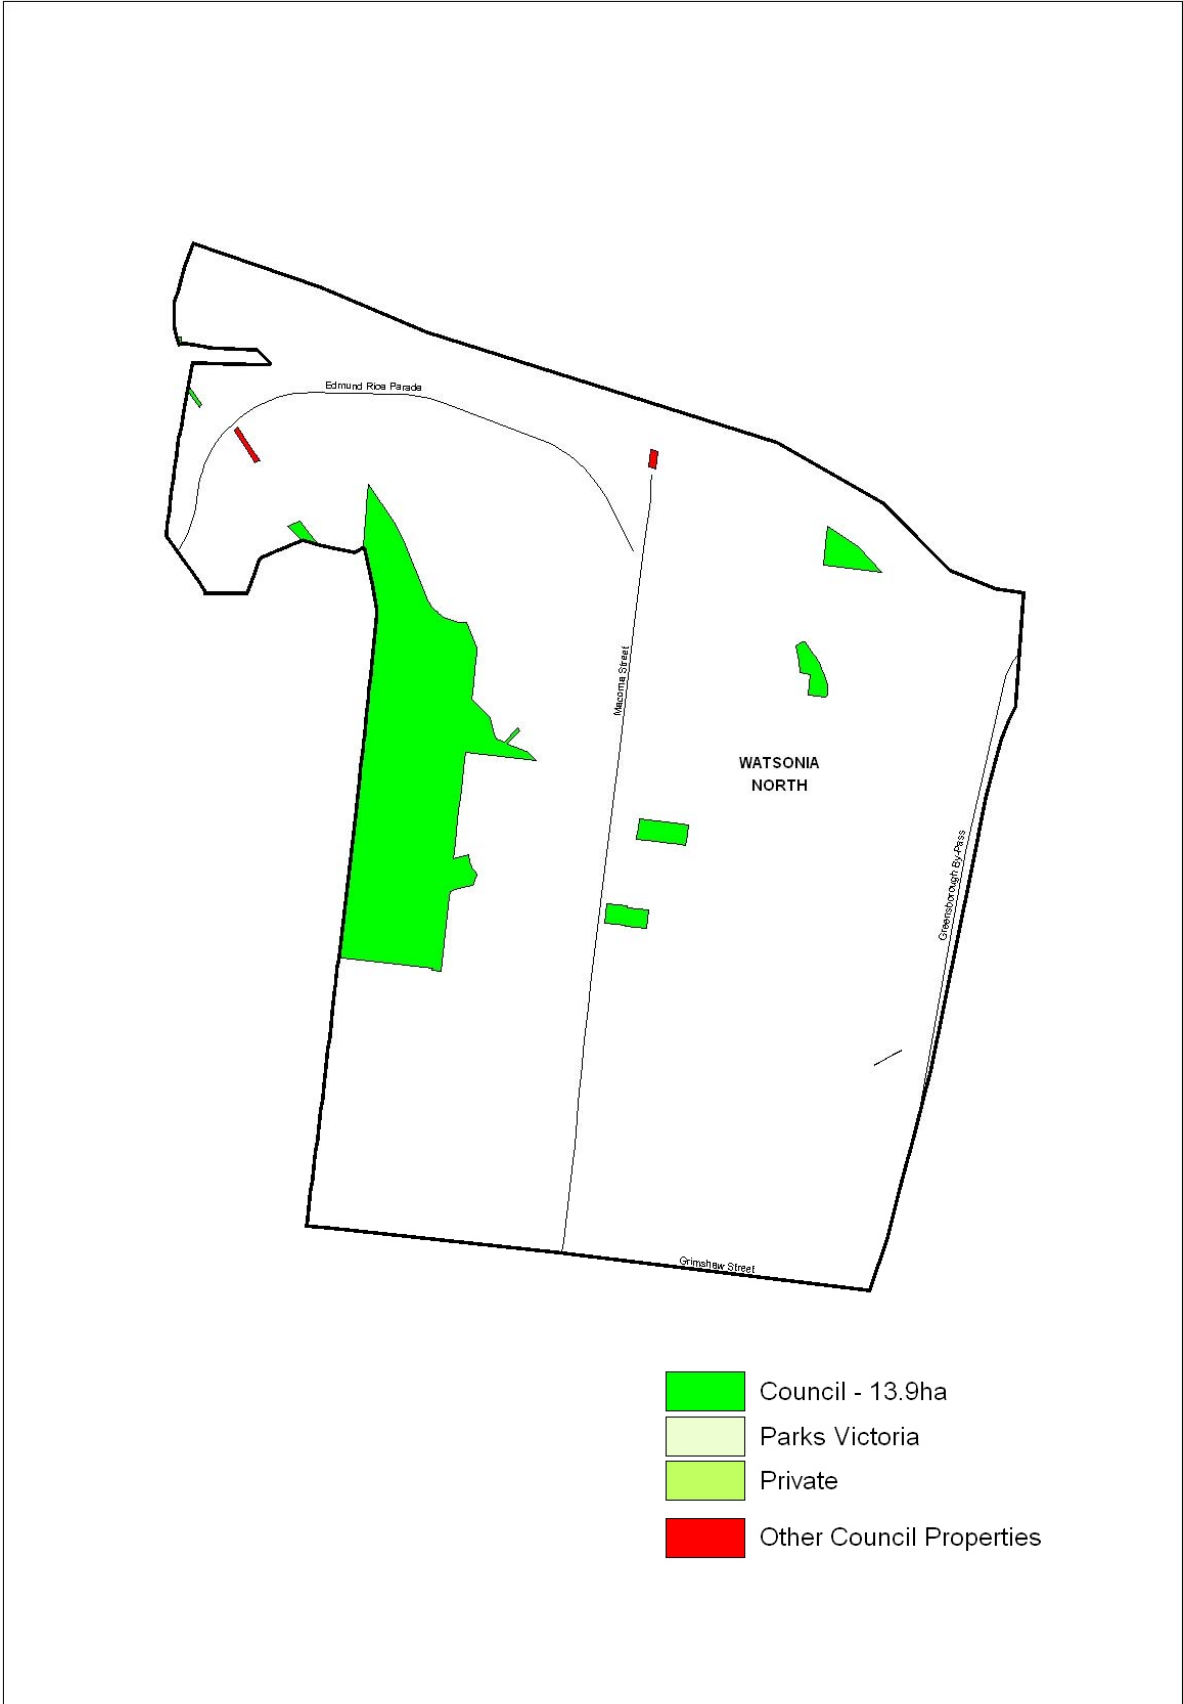 Edmund Rice Parade
Macorna Street
WATSONIA
NORTH
Greensborough By-Pass
Grimshaw Street
Council - 13.9ha
Parks Victoria
Private
Other Council Properties